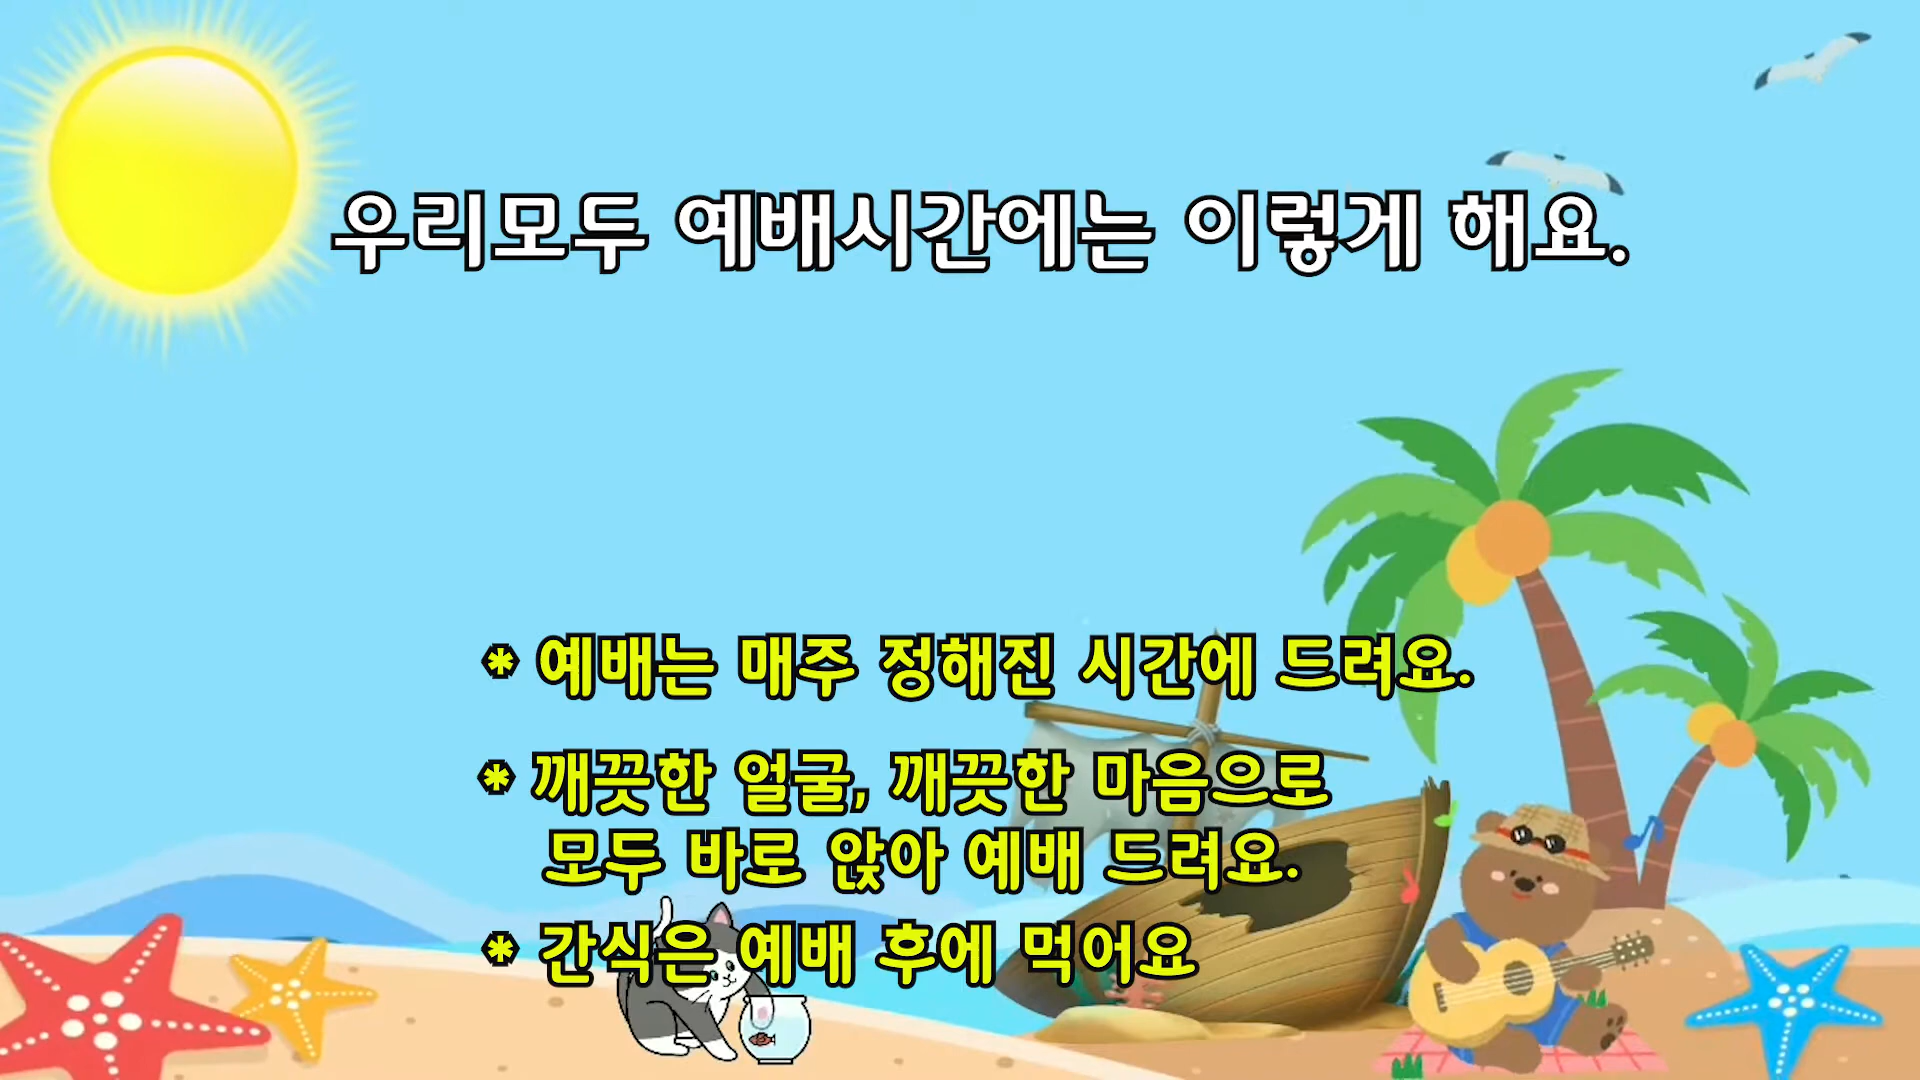 우리모두 예배시간에는 이렇게 해요.
* 예배는 매주 정해진 시간에 드려요.
* 깨끗한 얼굴, 깨끗한 마음으로
모두 바로 앉아 예배 드려요.
* 간식은 예배 후에 먹어요